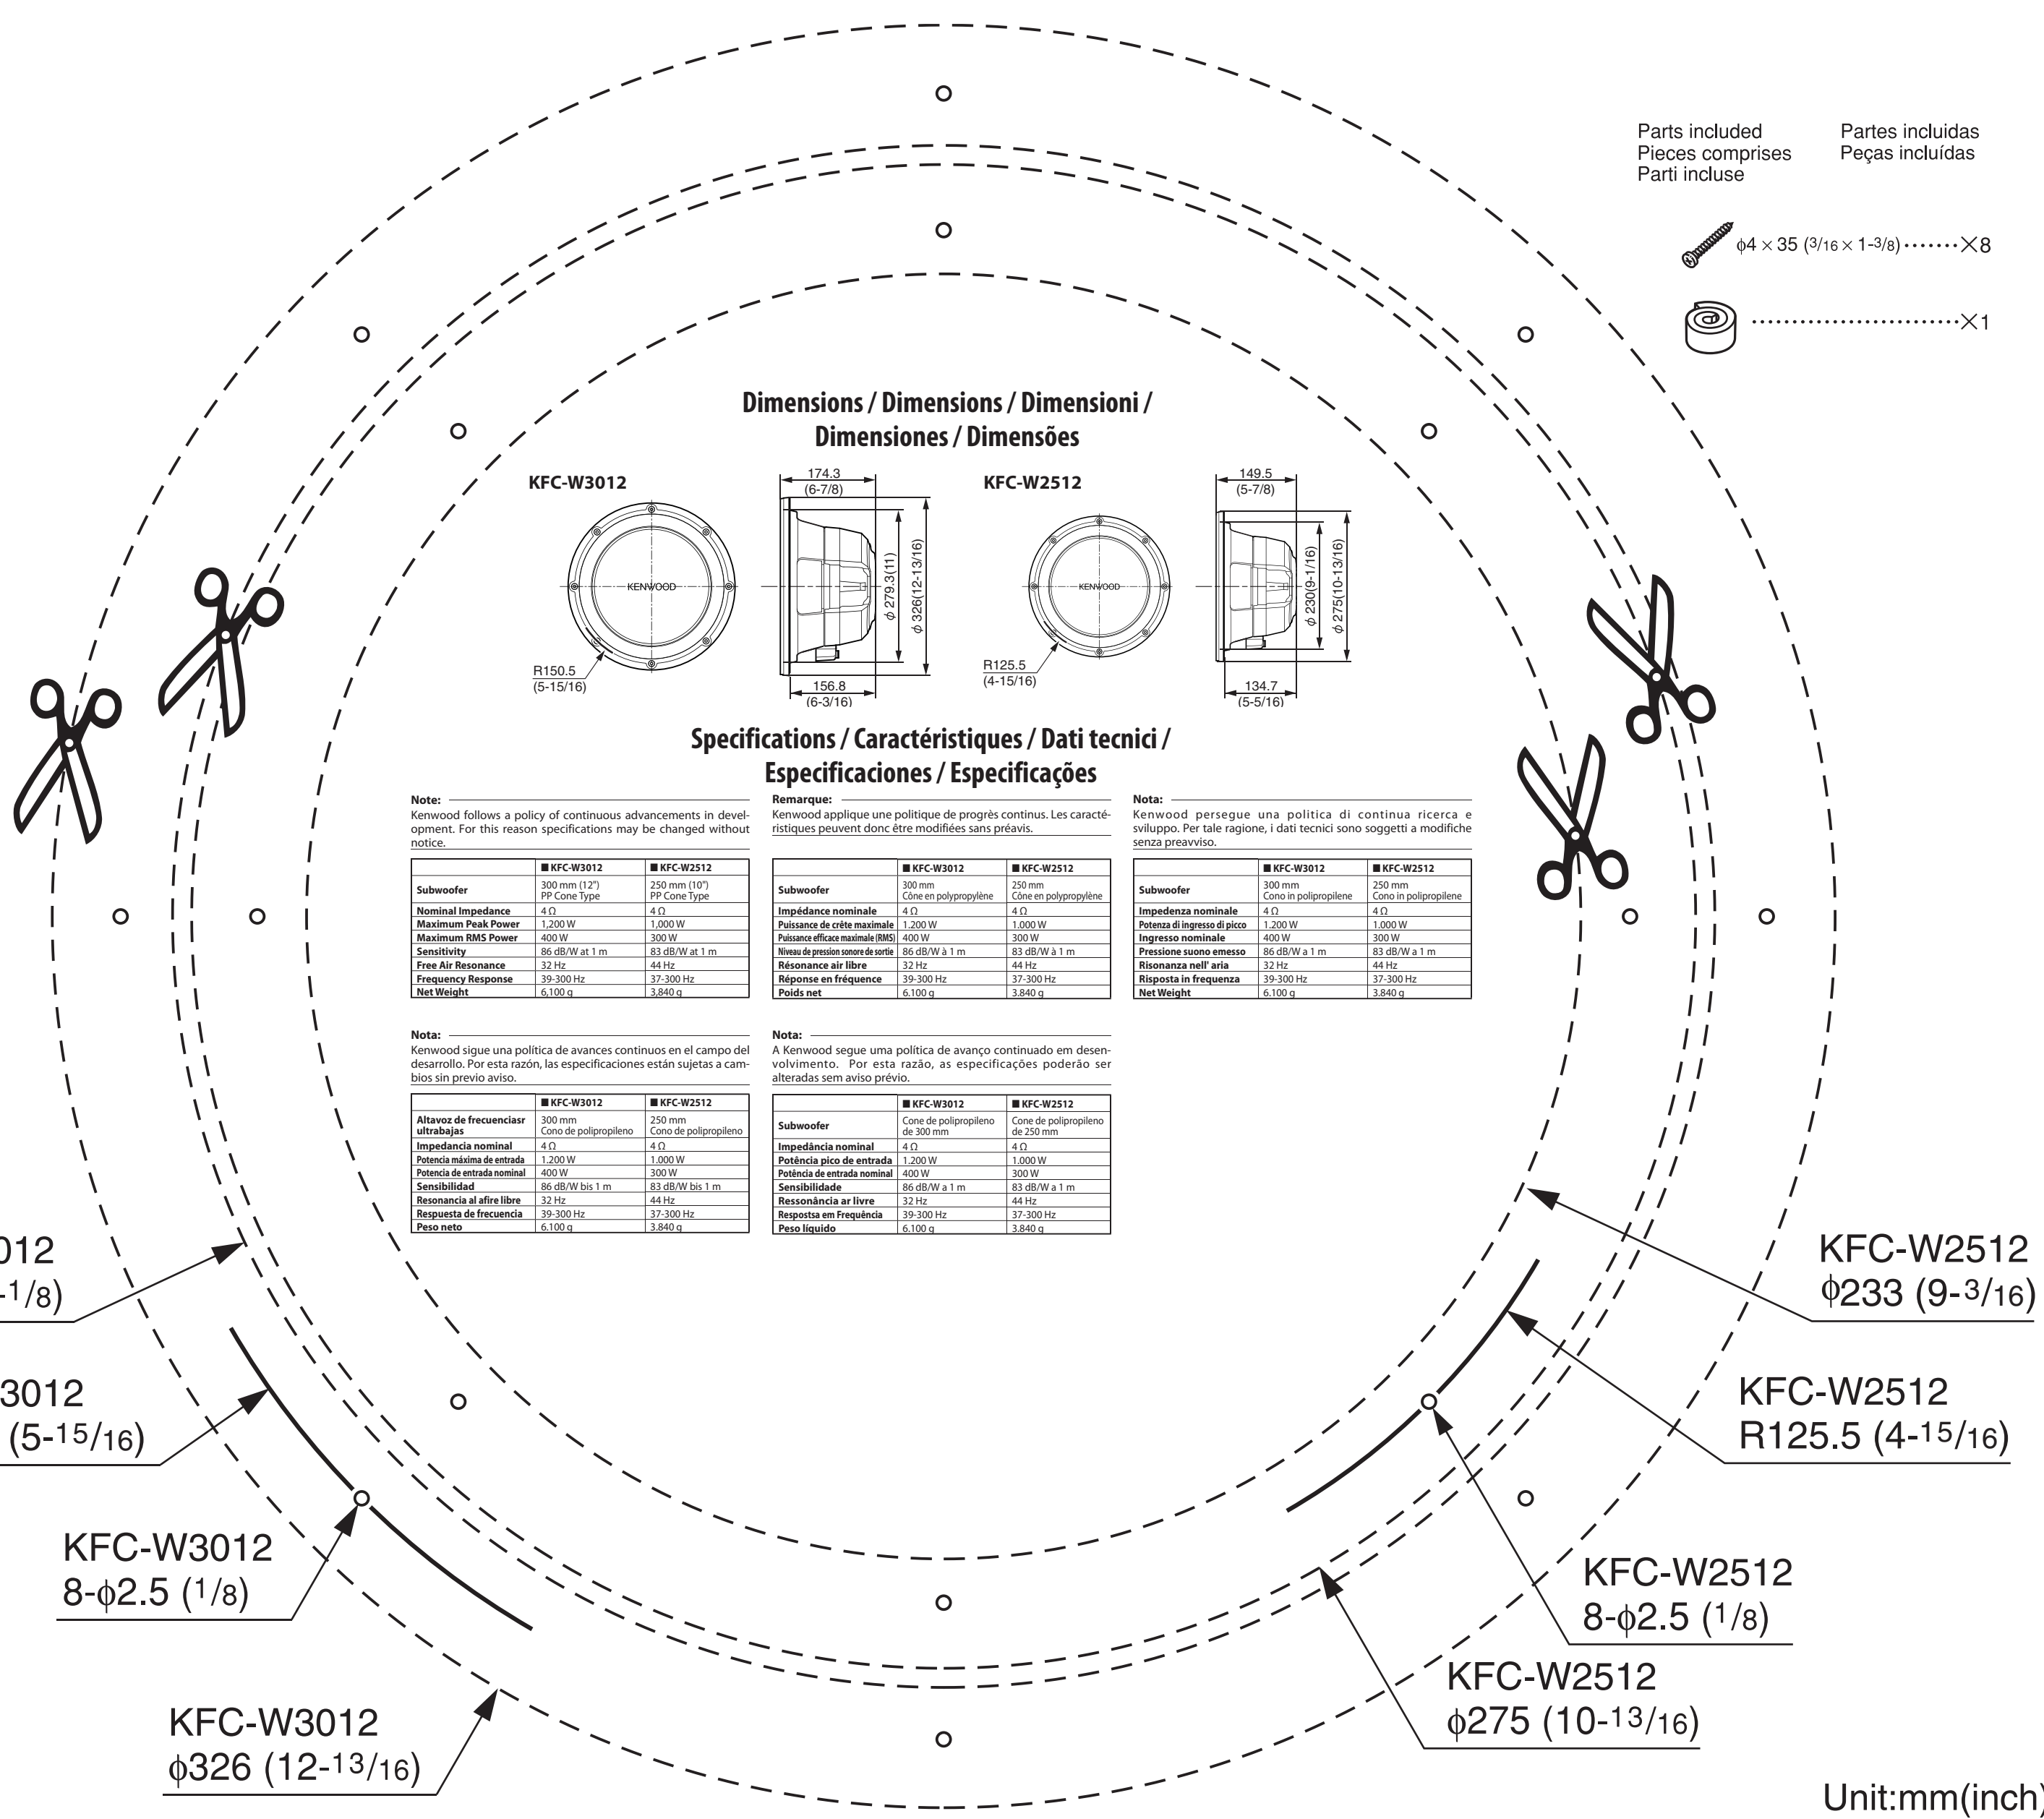 Parts included
Pieces comprises
Parti incluse
Partes incluidas
Peças incluídas
ϕ4 × 35 (3/16 × 1-3/8) ······· ×8
·························· ×1
Dimensions / Dimensions / Dimensioni /
Dimensiones / Dimensões
KFC-W3012
KENWOOD
R150.5
(5-15/16)
174.3
(6-7/8)
ϕ 279.3(11)
ϕ 326(12-13/16)
156.8
(6-3/16)
KFC-W2512
KENWOOD
R125.5
(4-15/16)
149.5
(5-7/8)
ϕ 230(9-1/16)
ϕ 275(10-13/16)
134.7
(5-5/16)
Specifications / Caractéristiques / Dati tecnici /
Especificaciones / Especificações
Note:
Kenwood follows a policy of continuous advancements in devel-
opment. For this reason specifications may be changed without
notice.
■ KFC-W3012 ■ KFC-W2512
Subwoofer 300 mm (12") 250 mm (10")
PP Cone Type PP Cone Type
Nominal Impedance 4 Ω 4 Ω
Maximum Peak Power 1,200 W 1,000 W
Maximum RMS Power 400 W 300 W
Sensitivity 86 dB/W at 1 m 83 dB/W at 1 m
Free Air Resonance 32 Hz 44 Hz
Frequency Response 39-300 Hz 37-300 Hz
Net Weight 6,100 g 3,840 g
Remarque:
Kenwood applique une politique de progrès continus. Les caracté-
ristiques peuvent donc être modifiées sans préavis.
■ KFC-W3012 ■ KFC-W2512
Subwoofer 300 mm 250 mm
Cône en polypropylène Cône en polypropylène
Impédance nominale 4 Ω 4 Ω
Puissance de crête maximale 1.200 W 1.000 W
Puissance efficace maximale (RMS) 400 W 300 W
Niveau de pression sonore de sortie 86 dB/W à 1 m 83 dB/W à 1 m
Résonance air libre 32 Hz 44 Hz
Réponse en fréquence 39-300 Hz 37-300 Hz
Poids net 6.100 g 3.840 g
Nota:
Kenwood persegue una politica di continua ricerca e
sviluppo. Per tale ragione, i dati tecnici sono soggetti a modifiche
senza preavviso.
■ KFC-W3012 ■ KFC-W2512
Subwoofer 300 mm 250 mm
Cono in polipropilene Cono in polipropilene
Impedenza nominale 4 Ω 4 Ω
Potenza di ingresso di picco 1.200 W 1.000 W
Ingresso nominale 400 W 300 W
Pressione suono emesso 86 dB/W a 1 m 83 dB/W a 1 m
Risonanza nell' aria 32 Hz 44 Hz
Risposta in frequenza 39-300 Hz 37-300 Hz
Net Weight 6.100 g 3.840 g
Nota:
Kenwood sigue una política de avances continuos en el campo del
desarrollo. Por esta razón, las especificaciones están sujetas a cam-
bios sin previo aviso.
■ KFC-W3012 ■ KFC-W2512
Altavoz de frecuenciasr 300 mm 250 mm
ultrabajas Cono de polipropileno Cono de polipropileno
Impedancia nominal 4 Ω 4 Ω
Potencia máxima de entrada 1.200 W 1.000 W
Potencia de entrada nominal 400 W 300 W
Sensibilidad 86 dB/W bis 1 m 83 dB/W bis 1 m
Resonancia al afire libre 32 Hz 44 Hz
Respuesta de frecuencia 39-300 Hz 37-300 Hz
Peso neto 6.100 g 3.840 g
Nota:
A Kenwood segue uma política de avanço continuado em desen-
volvimento. Por esta razão, as especificações poderão ser
alteradas sem aviso prévio.
■ KFC-W3012 ■ KFC-W2512
Subwoofer Cone de polipropileno Cone de polipropileno
de 300 mm de 250 mm
Impedância nominal 4 Ω 4 Ω
Potência pico de entrada 1.200 W 1.000 W
Potência de entrada nominal 400 W 300 W
Sensibilidade 86 dB/W a 1 m 83 dB/W a 1 m
Ressonância ar livre 32 Hz 44 Hz
Respostsa em Frequência 39-300 Hz 37-300 Hz
Peso líquido 6.100 g 3.840 g
012
-1/8)
3012
(5-15/16)
KFC-W3012
8-ϕ2.5 (1/8)
KFC-W3012
ϕ326 (12-13/16)
KFC-W2512
ϕ233 (9-3/16)
KFC-W2512
R125.5 (4-15/16)
KFC-W2512
8-ϕ2.5 (1/8)
KFC-W2512
ϕ275 (10-13/16)
Unit:mm(inch)